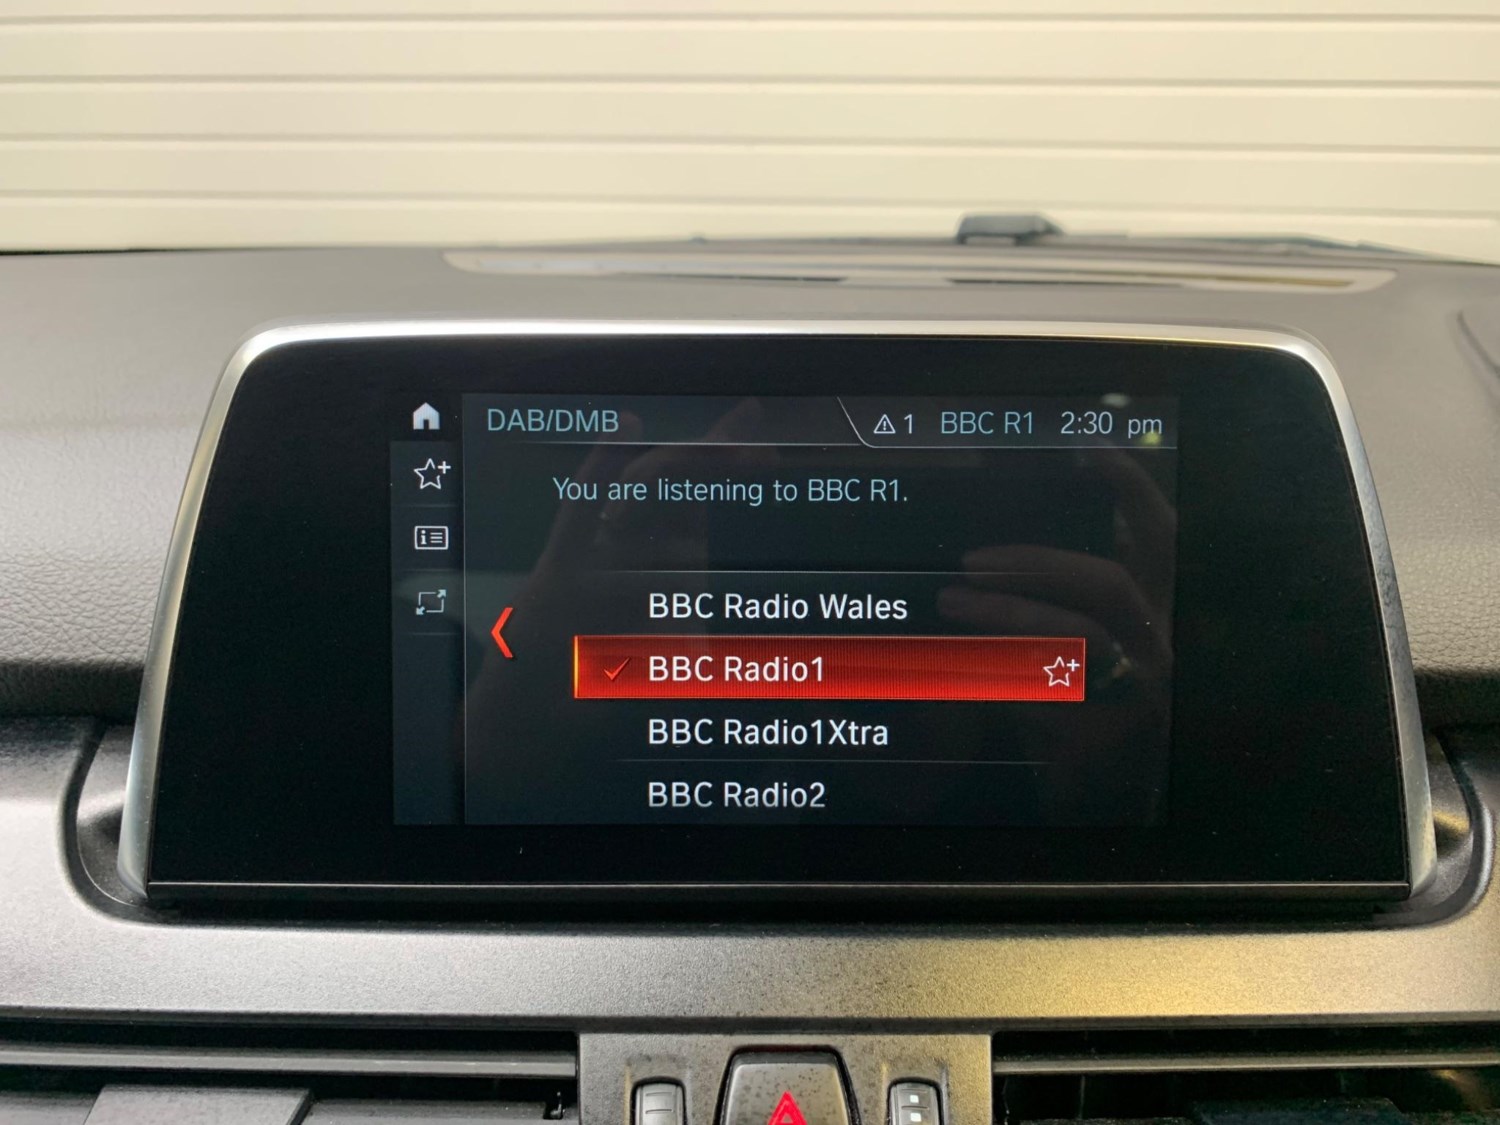 DAB/DMB
1 BBC R1 2:30 pm
You are listening to BBC R1.
BBC Radio Wales
BBC Radio1
BBC Radio1Xtra
BBC Radio2